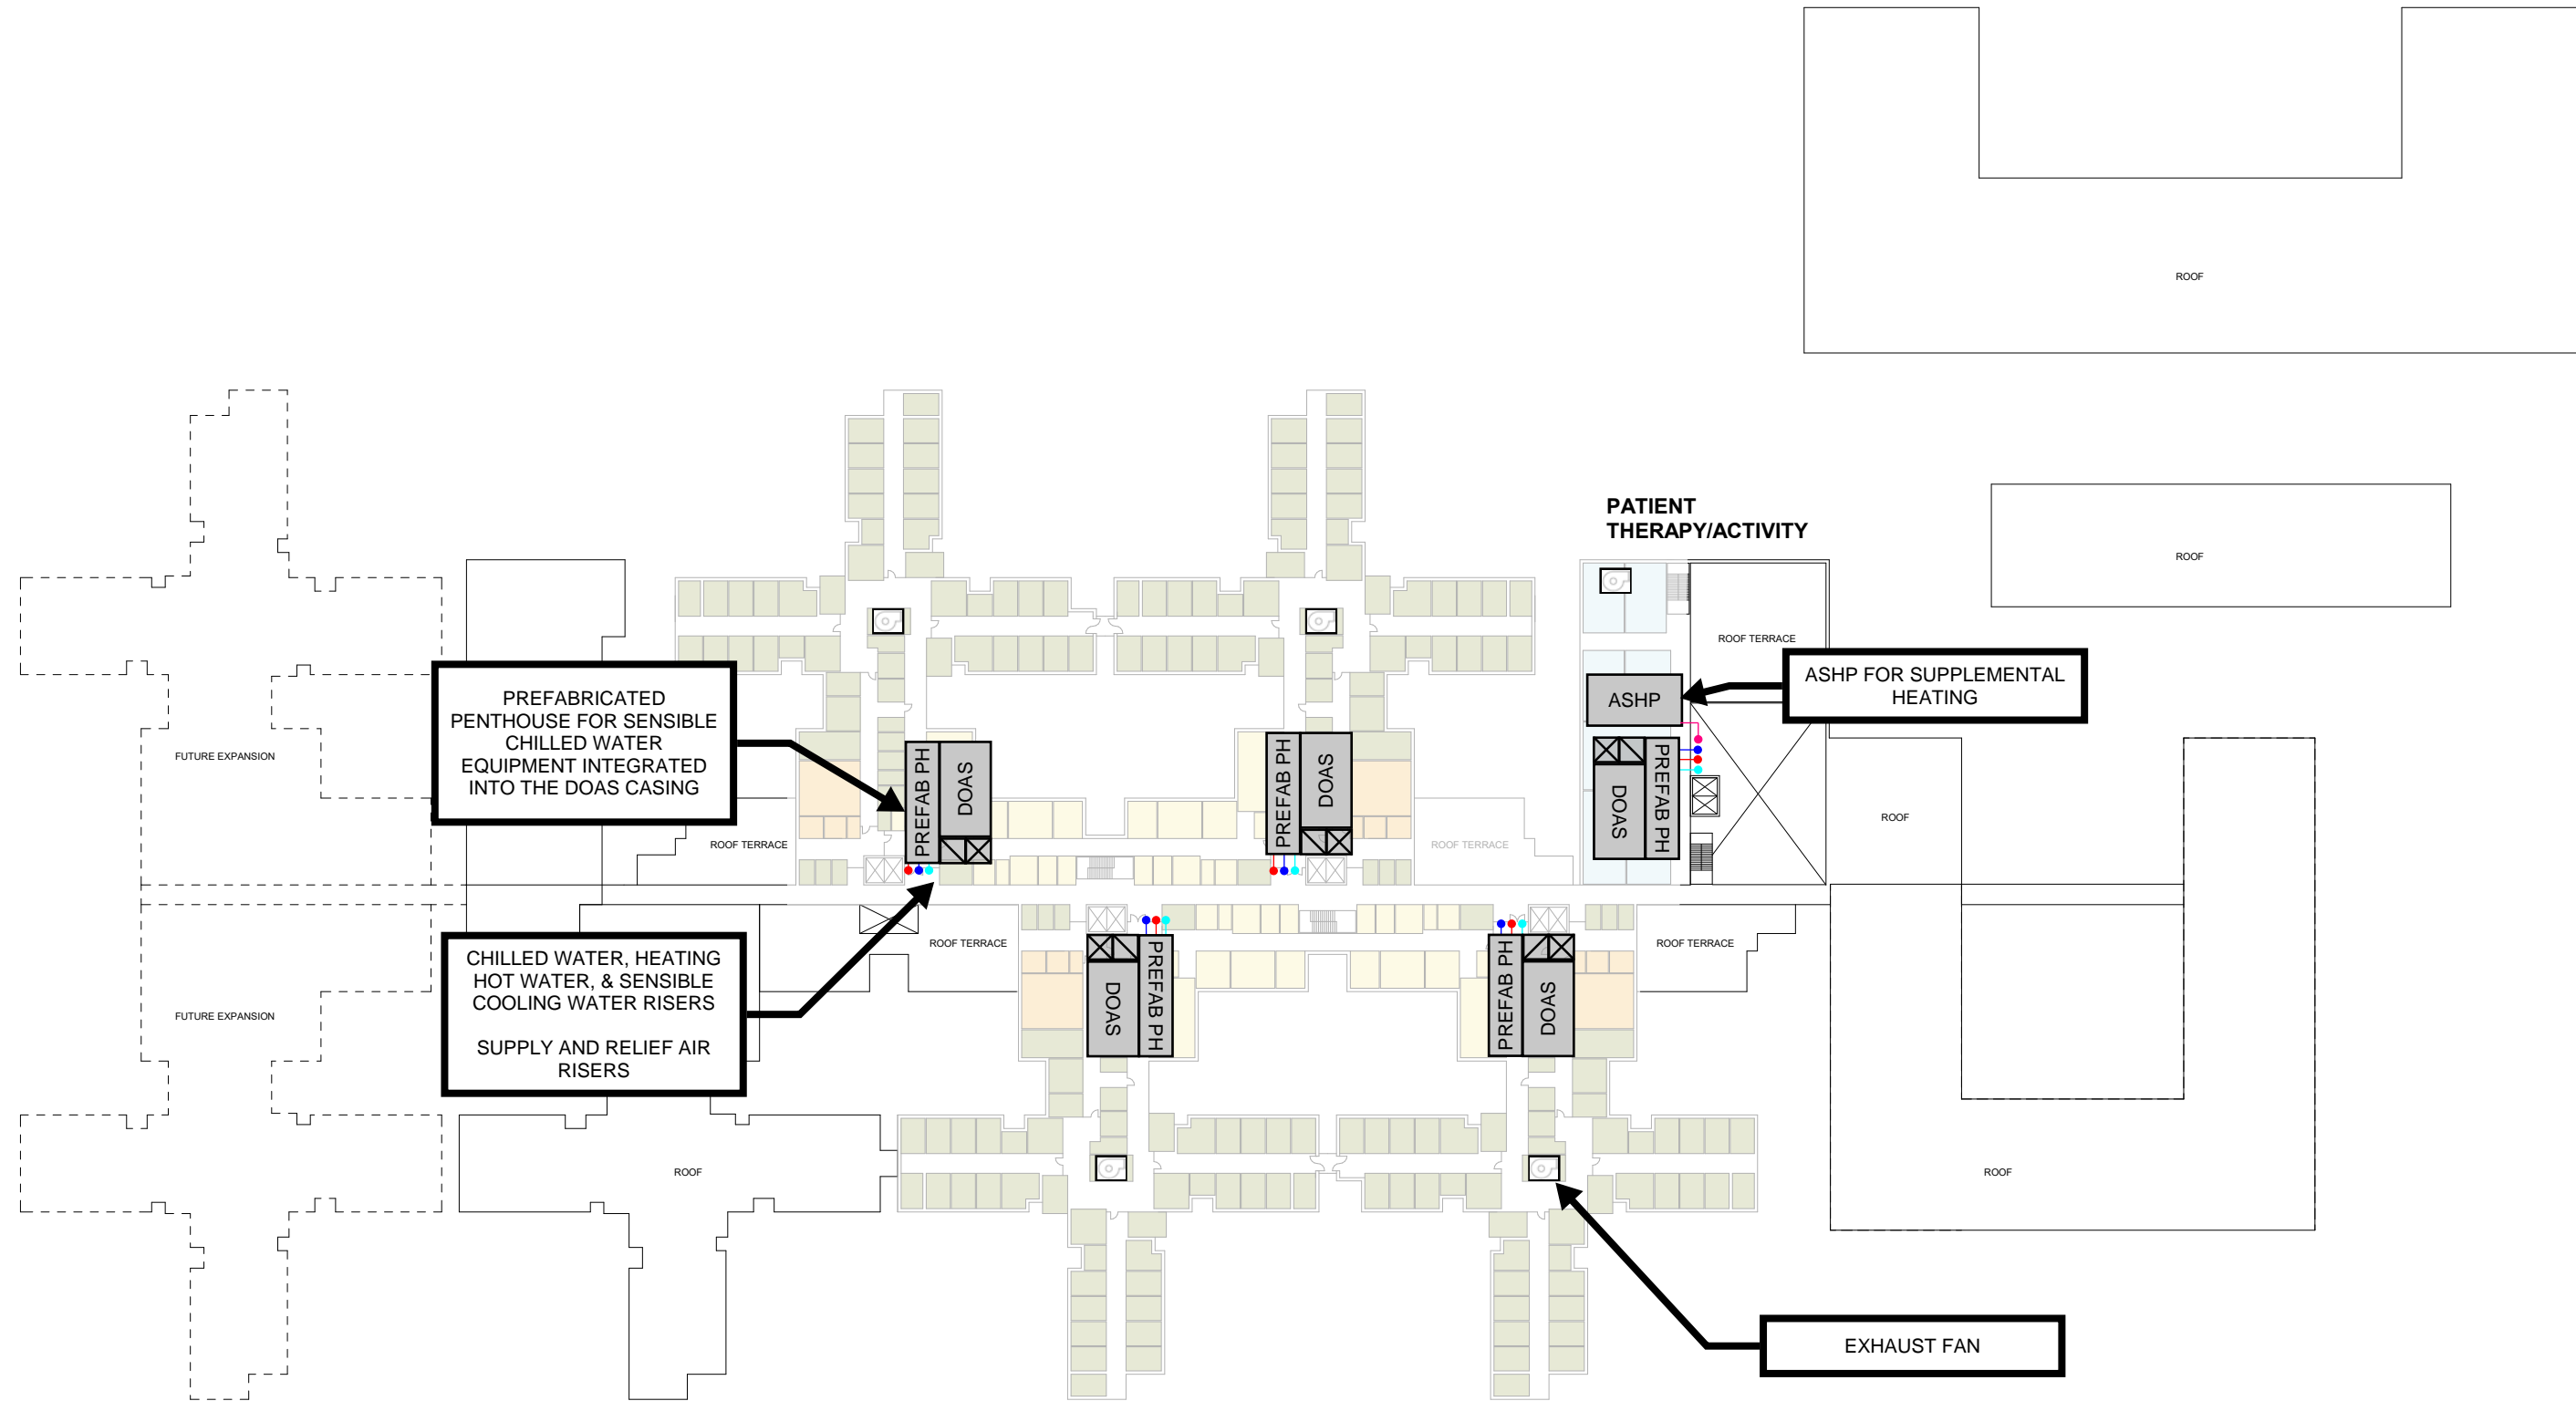 ROOF
PATIENT
THERAPY/ACTIVITY
ROOF
ROOF TERRACE
ASHP FOR SUPPLEMENTAL
HEATING
ASHP
PREFABRICATED
PENTHOUSE FOR SENSIBLE
CHILLED WATER
EQUIPMENT INTEGRATED
INTO THE DOAS CASING
FUTURE EXPANSION
PREFAB PH
DOAS
PREFAB PH
DOAS
DOAS
PREFAB PH
ROOF
ROOF TERRACE
ROOF TERRACE
CHILLED WATER, HEATING
HOT WATER, & SENSIBLE
COOLING WATER RISERS
SUPPLY AND RELIEF AIR
RISERS
ROOF TERRACE
ROOF TERRACE
DOAS
PREFAB PH
PREFAB PH
DOAS
FUTURE EXPANSION
ROOF
ROOF
EXHAUST FAN